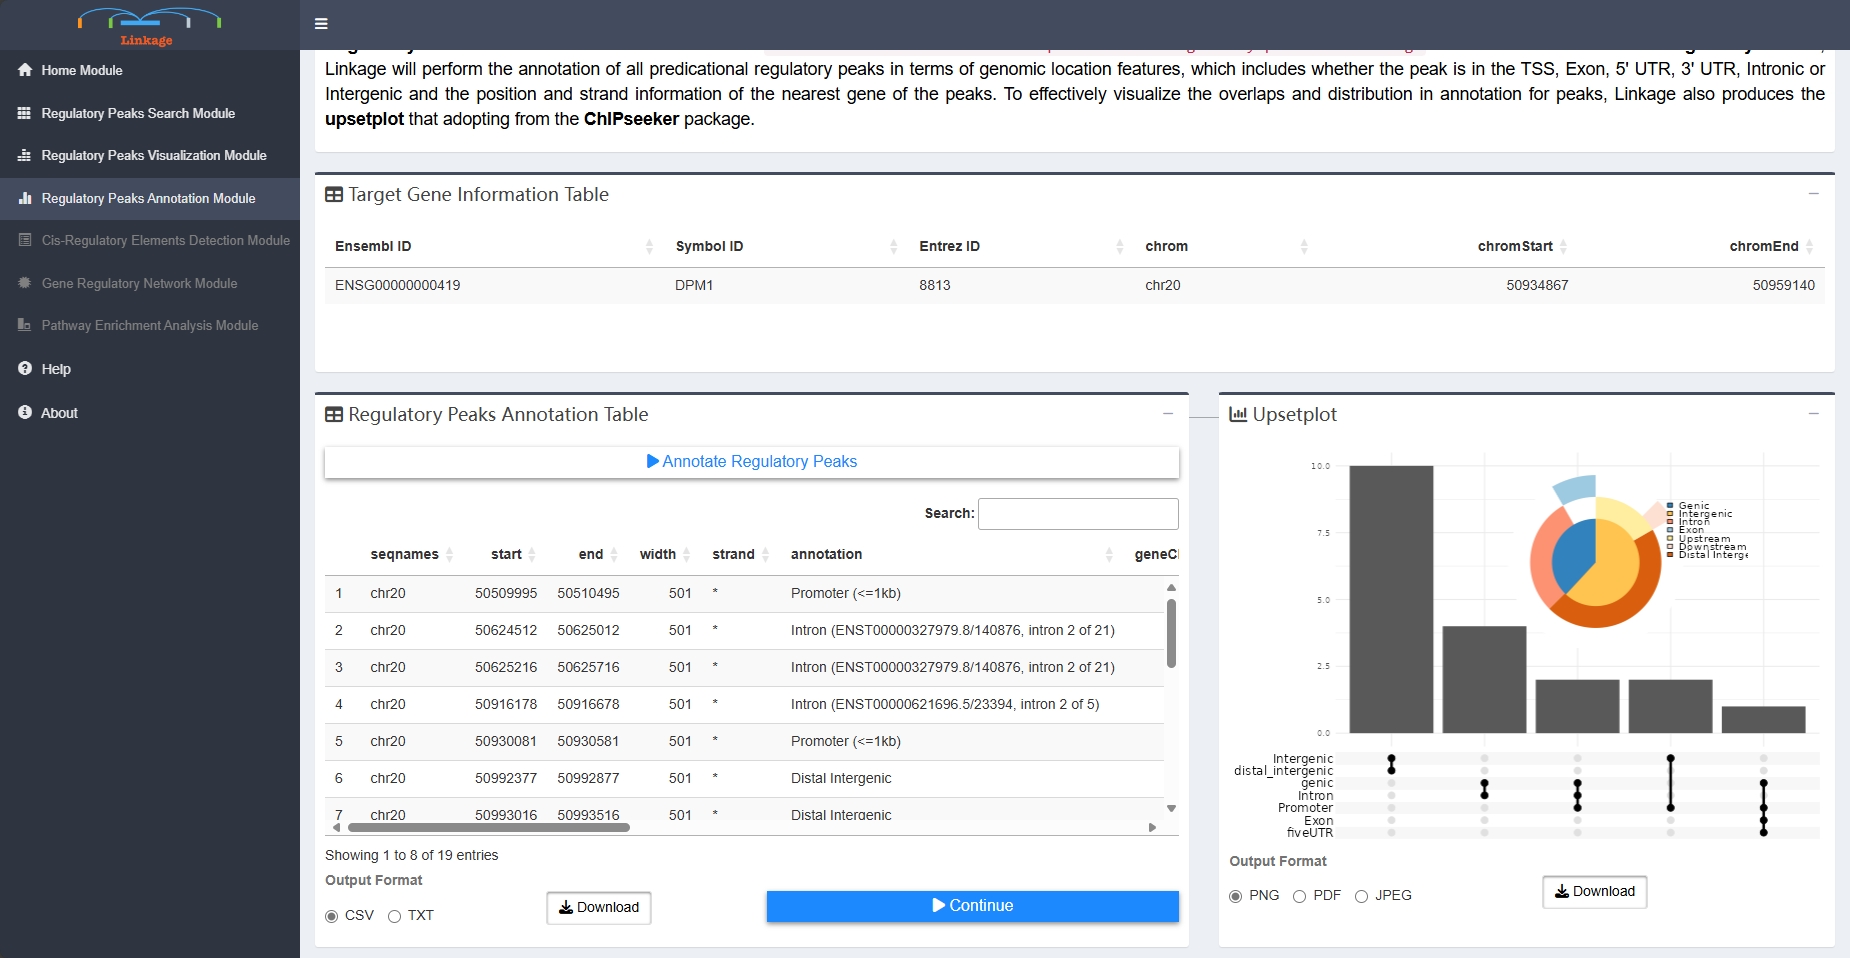 Linkage
Home Module
Regulatory Peaks Search Module
Regulatory Peaks Visualization Module
Regulatory Peaks Annotation Module
Cis-Regulatory Elements Detection Module
Gene Regulatory Network Module
Pathway Enrichment Analysis Module
Help
About
Linkage will perform the annotation of all predicational regulatory peaks in terms of genomic location features, which includes whether the peak is in the TSS, Exon, 5' UTR, 3' UTR, Intronic or
Intergenic and the position and strand information of the nearest gene of the peaks. To effectively visualize the overlaps and distribution in annotation for peaks, Linkage also produces the
upsetplot that adopting from the ChIPseeker package.
Target Gene Information Table
Ensembl ID Symbol ID Entrez ID chrom chromStart chromEnd
ENSG00000000419 DPM1 8813 chr20 50934867 50959140
Regulatory Peaks Annotation Table
Annotate Regulatory Peaks
Search:
seqnames start end width strand annotation geneCl
1 chr20 50509995 50510495 501 * Promoter (<=1kb)
2 chr20 50624512 50625012 501 * Intron (ENST00000327979.8/140876, intron 2 of 21)
3 chr20 50625216 50625716 501 * Intron (ENST00000327979.8/140876, intron 2 of 21)
4 chr20 50916178 50916678 501 * Intron (ENST00000621696.5/23394, intron 2 of 5)
5 chr20 50930081 50930581 501 * Promoter (<=1kb)
6 chr20 50992377 50992877 501 * Distal Intergenic
7 chr20 50993016 50993516 501 * Distal Intergenic
Showing 1 to 8 of 19 entries
Output Format
CSV TXT
Download
Continue
Upsetplot
10.0
7.5
5.0
2.5
0.0
Genic
Intergenic
Intron
Exon
Upstream
Downstream
Distal Interge
Intergenic
distal_intergenic
genic
Intron
Promoter
Exon
fiveUTR
Output Format
PNG PDF JPEG
Download